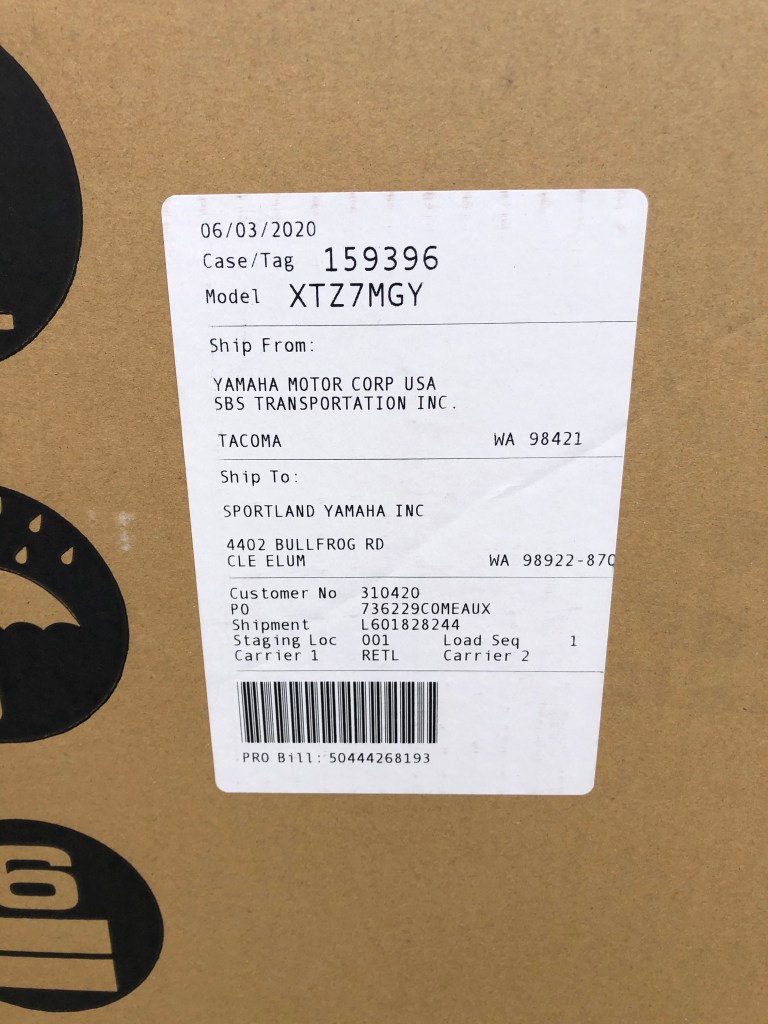 06/03/2020
Case/Tag 159396
Model XTZ7MGY
Ship From:
YAMAHA MOTOR CORP USA
SBS TRANSPORTATION INC.
TACOMA WA 98421
Ship To:
SPORTLAND YAMAHA INC
4402 BULLFROG RD
CLE ELUM WA 98922-870
Customer No 310420
PO 736229COMEAUX
Shipment L601828244
Staging Loc 001 Load Seq 1
Carrier 1 RETL Carrier 2
PRO Bill: 50444268193
6